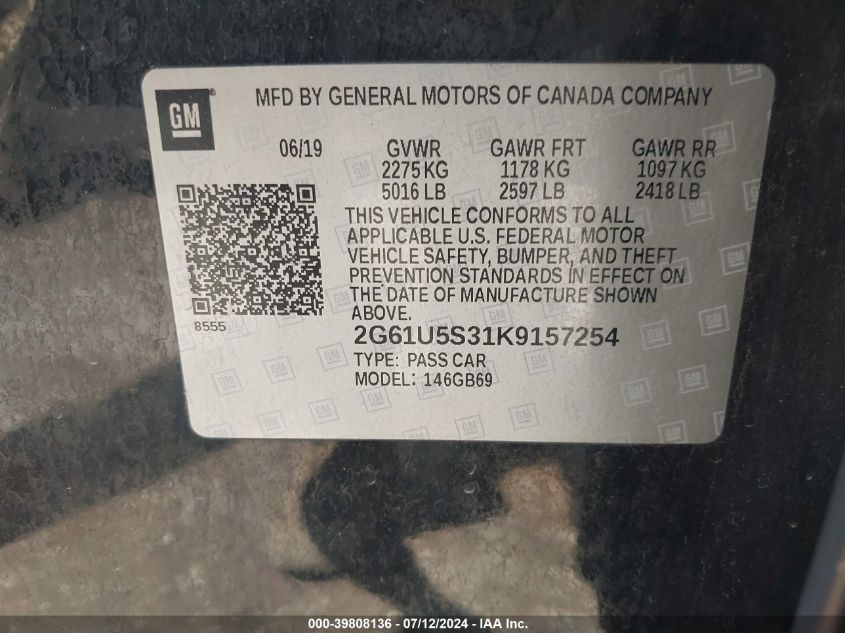 GM
MFD BY GENERAL MOTORS OF CANADA COMPANY
06/19 GVWR GAWR FRT GAWR RR
2275 KG 1178 KG 1097 KG
5016 LB 2597 LB 2418 LB
THIS VEHICLE CONFORMS TO ALL
APPLICABLE U.S. FEDERAL MOTOR
VEHICLE SAFETY, BUMPER, AND THEFT
PREVENTION STANDARDS IN EFFECT ON
THE DATE OF MANUFACTURE SHOWN
ABOVE.
8555
2G61U5S31K9157254
TYPE: PASS CAR
MODEL: 146GB69
000-39808136 - 07/12/2024 - IAA Inc.